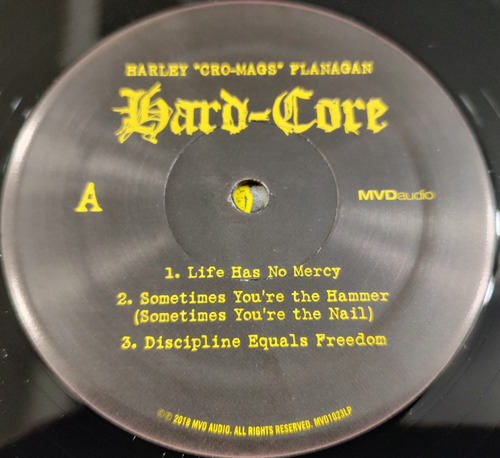 HARLEY "CRO-MAGS" FLANAGAN
Hard-Core
A
MVDaudio
1. Life Has No Mercy
2. Sometimes You're the Hammer
(Sometimes You're the Nail)
3. Discipline Equals Freedom
©℗ 2018 MVD AUDIO. ALL RIGHTS RESERVED. MVD1023LP